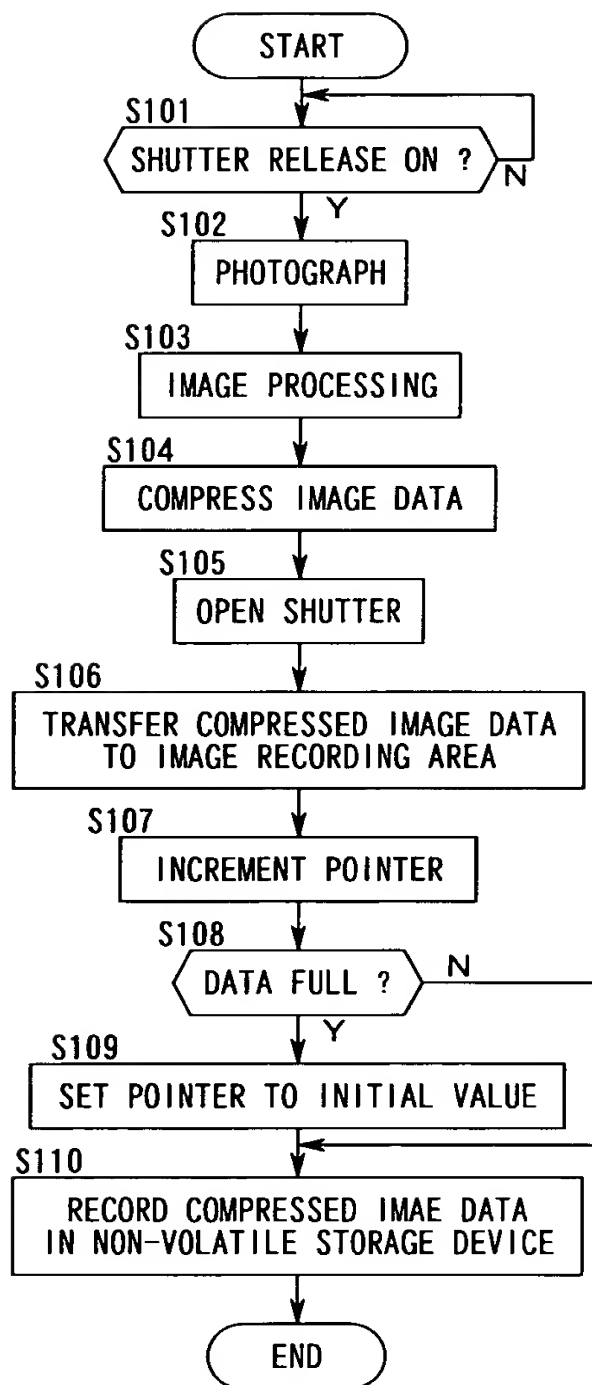 START
S101
SHUTTER RELEASE ON ?
N
Y
S102
PHOTOGRAPH
S103
IMAGE PROCESSING
S104
COMPRESS IMAGE DATA
S105
OPEN SHUTTER
S106
TRANSFER COMPRESSED IMAGE DATA
TO IMAGE RECORDING AREA
S107
INCREMENT POINTER
S108
DATA FULL ?
N
Y
S109
SET POINTER TO INITIAL VALUE
S110
RECORD COMPRESSED IMAE DATA
IN NON-VOLATILE STORAGE DEVICE
END